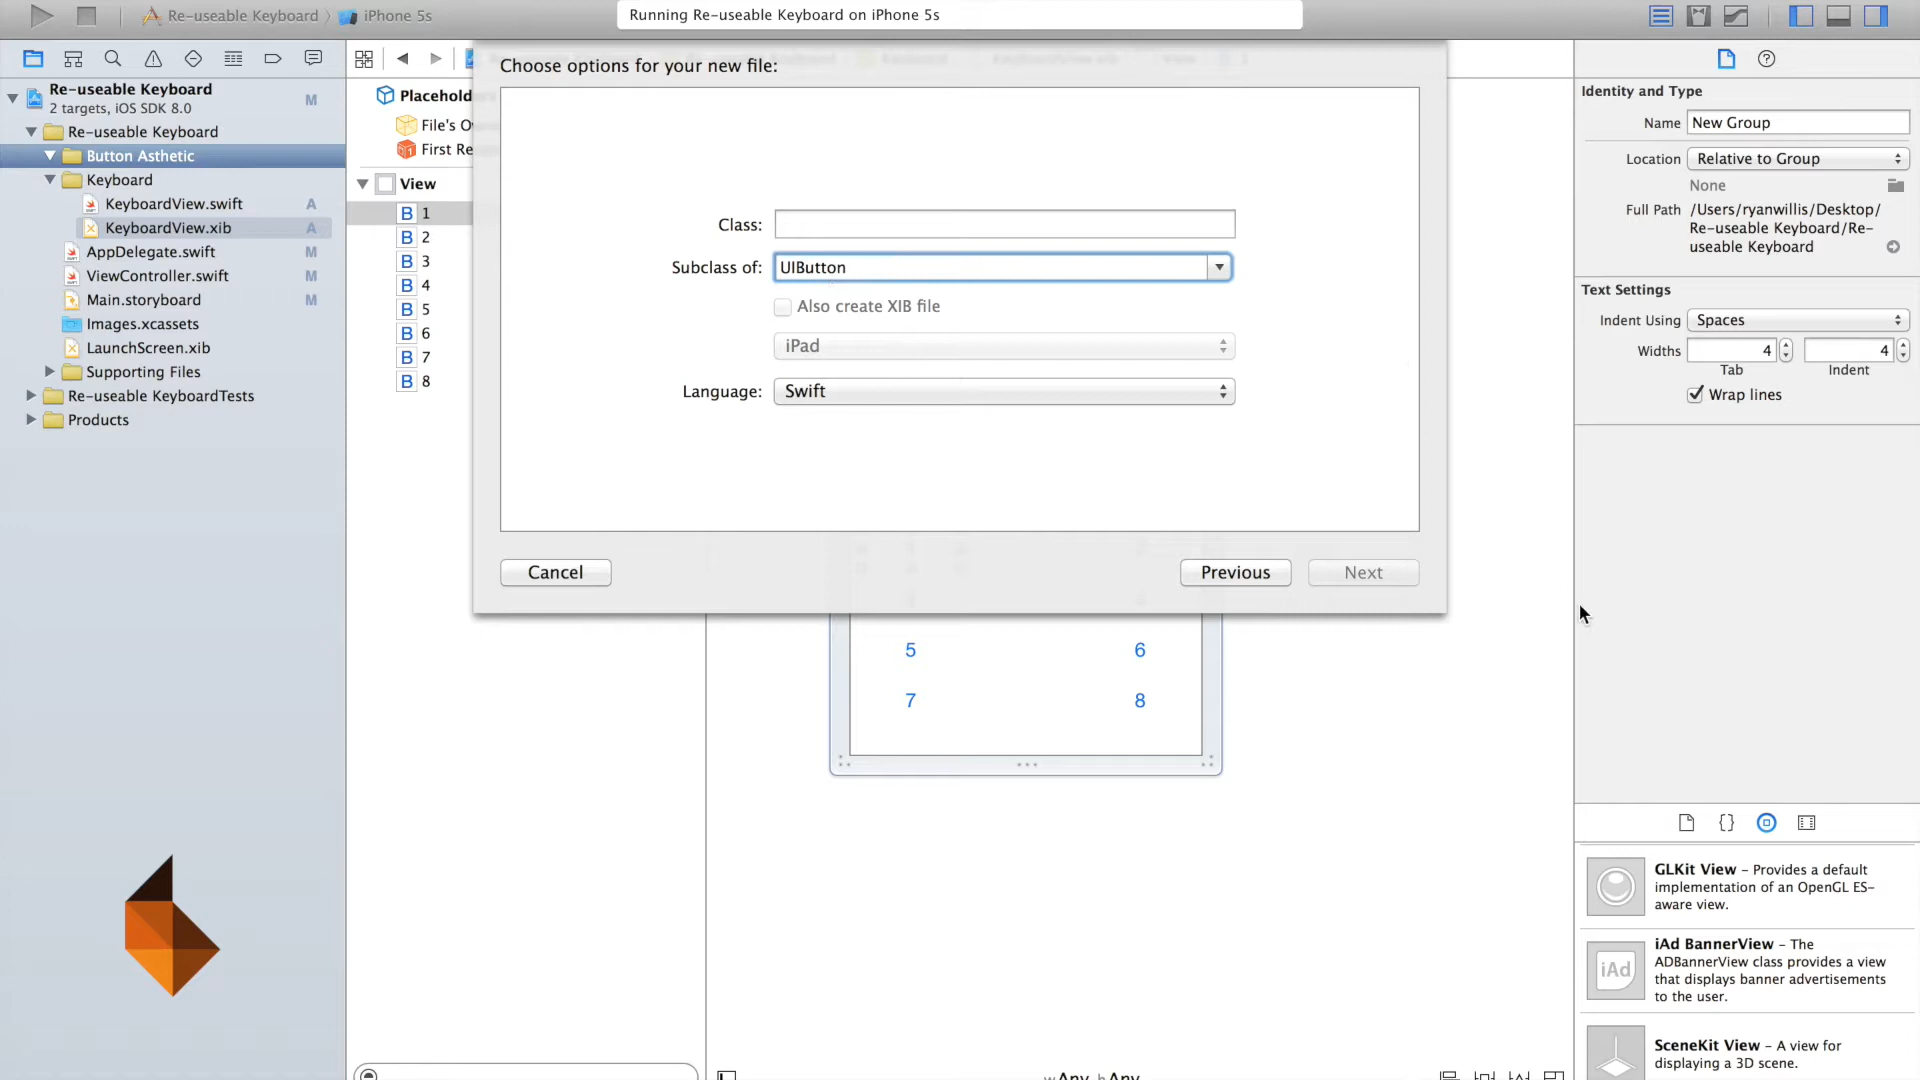 Re-useable Keyboard
iPhone 5s
Running Re-useable Keyboard on iPhone 5s
Re-useable Keyboard
M
2 targets, iOS SDK 8.0
Re-useable Keyboard
Button Asthetic
Keyboard
KeyboardView.swift
A
KeyboardView.xib
A
AppDelegate.swift
M
ViewController.swift
M
Main.storyboard
M
Images.xcassets
LaunchScreen.xib
Supporting Files
Re-useable KeyboardTests
Products
Placehold
File's O
First Re
View
B 1
B 2
B 3
B 4
B 5
B 6
B 7
B 8
Choose options for your new file:
Class:
Subclass of: UIButton
Also create XIB file
iPad
Language: Swift
Cancel
Previous
Next
5 6
7 8
Identity and Type
Name New Group
Location Relative to Group
None
Full Path /Users/ryanwillis/Desktop/
Re-useable Keyboard/Re-
useable Keyboard
Text Settings
Indent Using Spaces
Widths 4 4
Tab Indent
Wrap lines
{}
GLKit View – Provides a default
implementation of an OpenGL ES-
aware view.
iAd
iAd BannerView – The
ADBannerView class provides a view
that displays banner advertisements
to the user.
SceneKit View – A view for
displaying a 3D scene.
wAny hAny